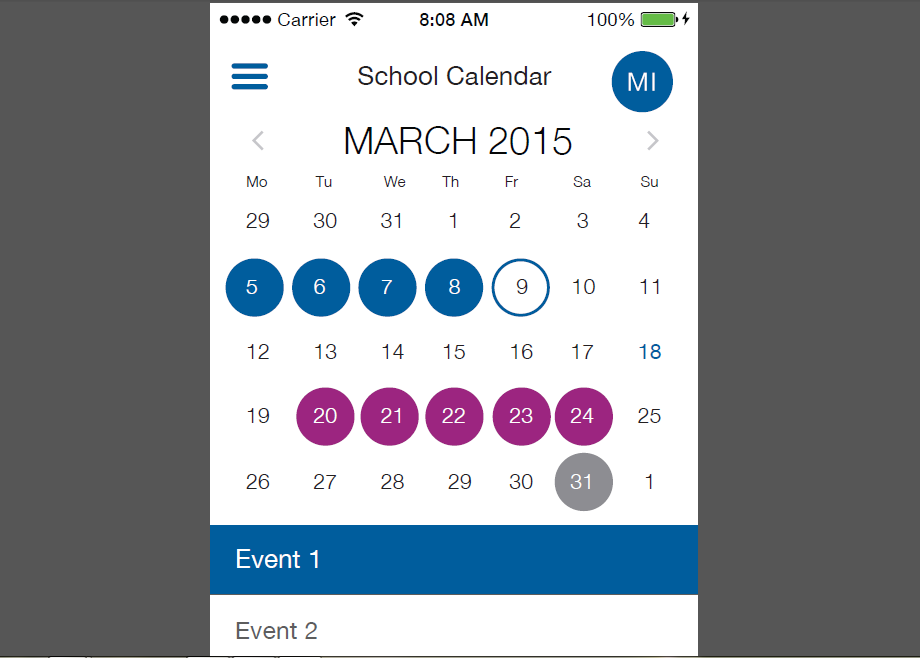 Carrier 8:08 AM 100%
School Calendar MI
MARCH 2015
Mo Tu We Th Fr Sa Su
29 30 31 1 2 3 4
5 6 7 8 9 10 11
12 13 14 15 16 17 18
19 20 21 22 23 24 25
26 27 28 29 30 31 1
Event 1
Event 2